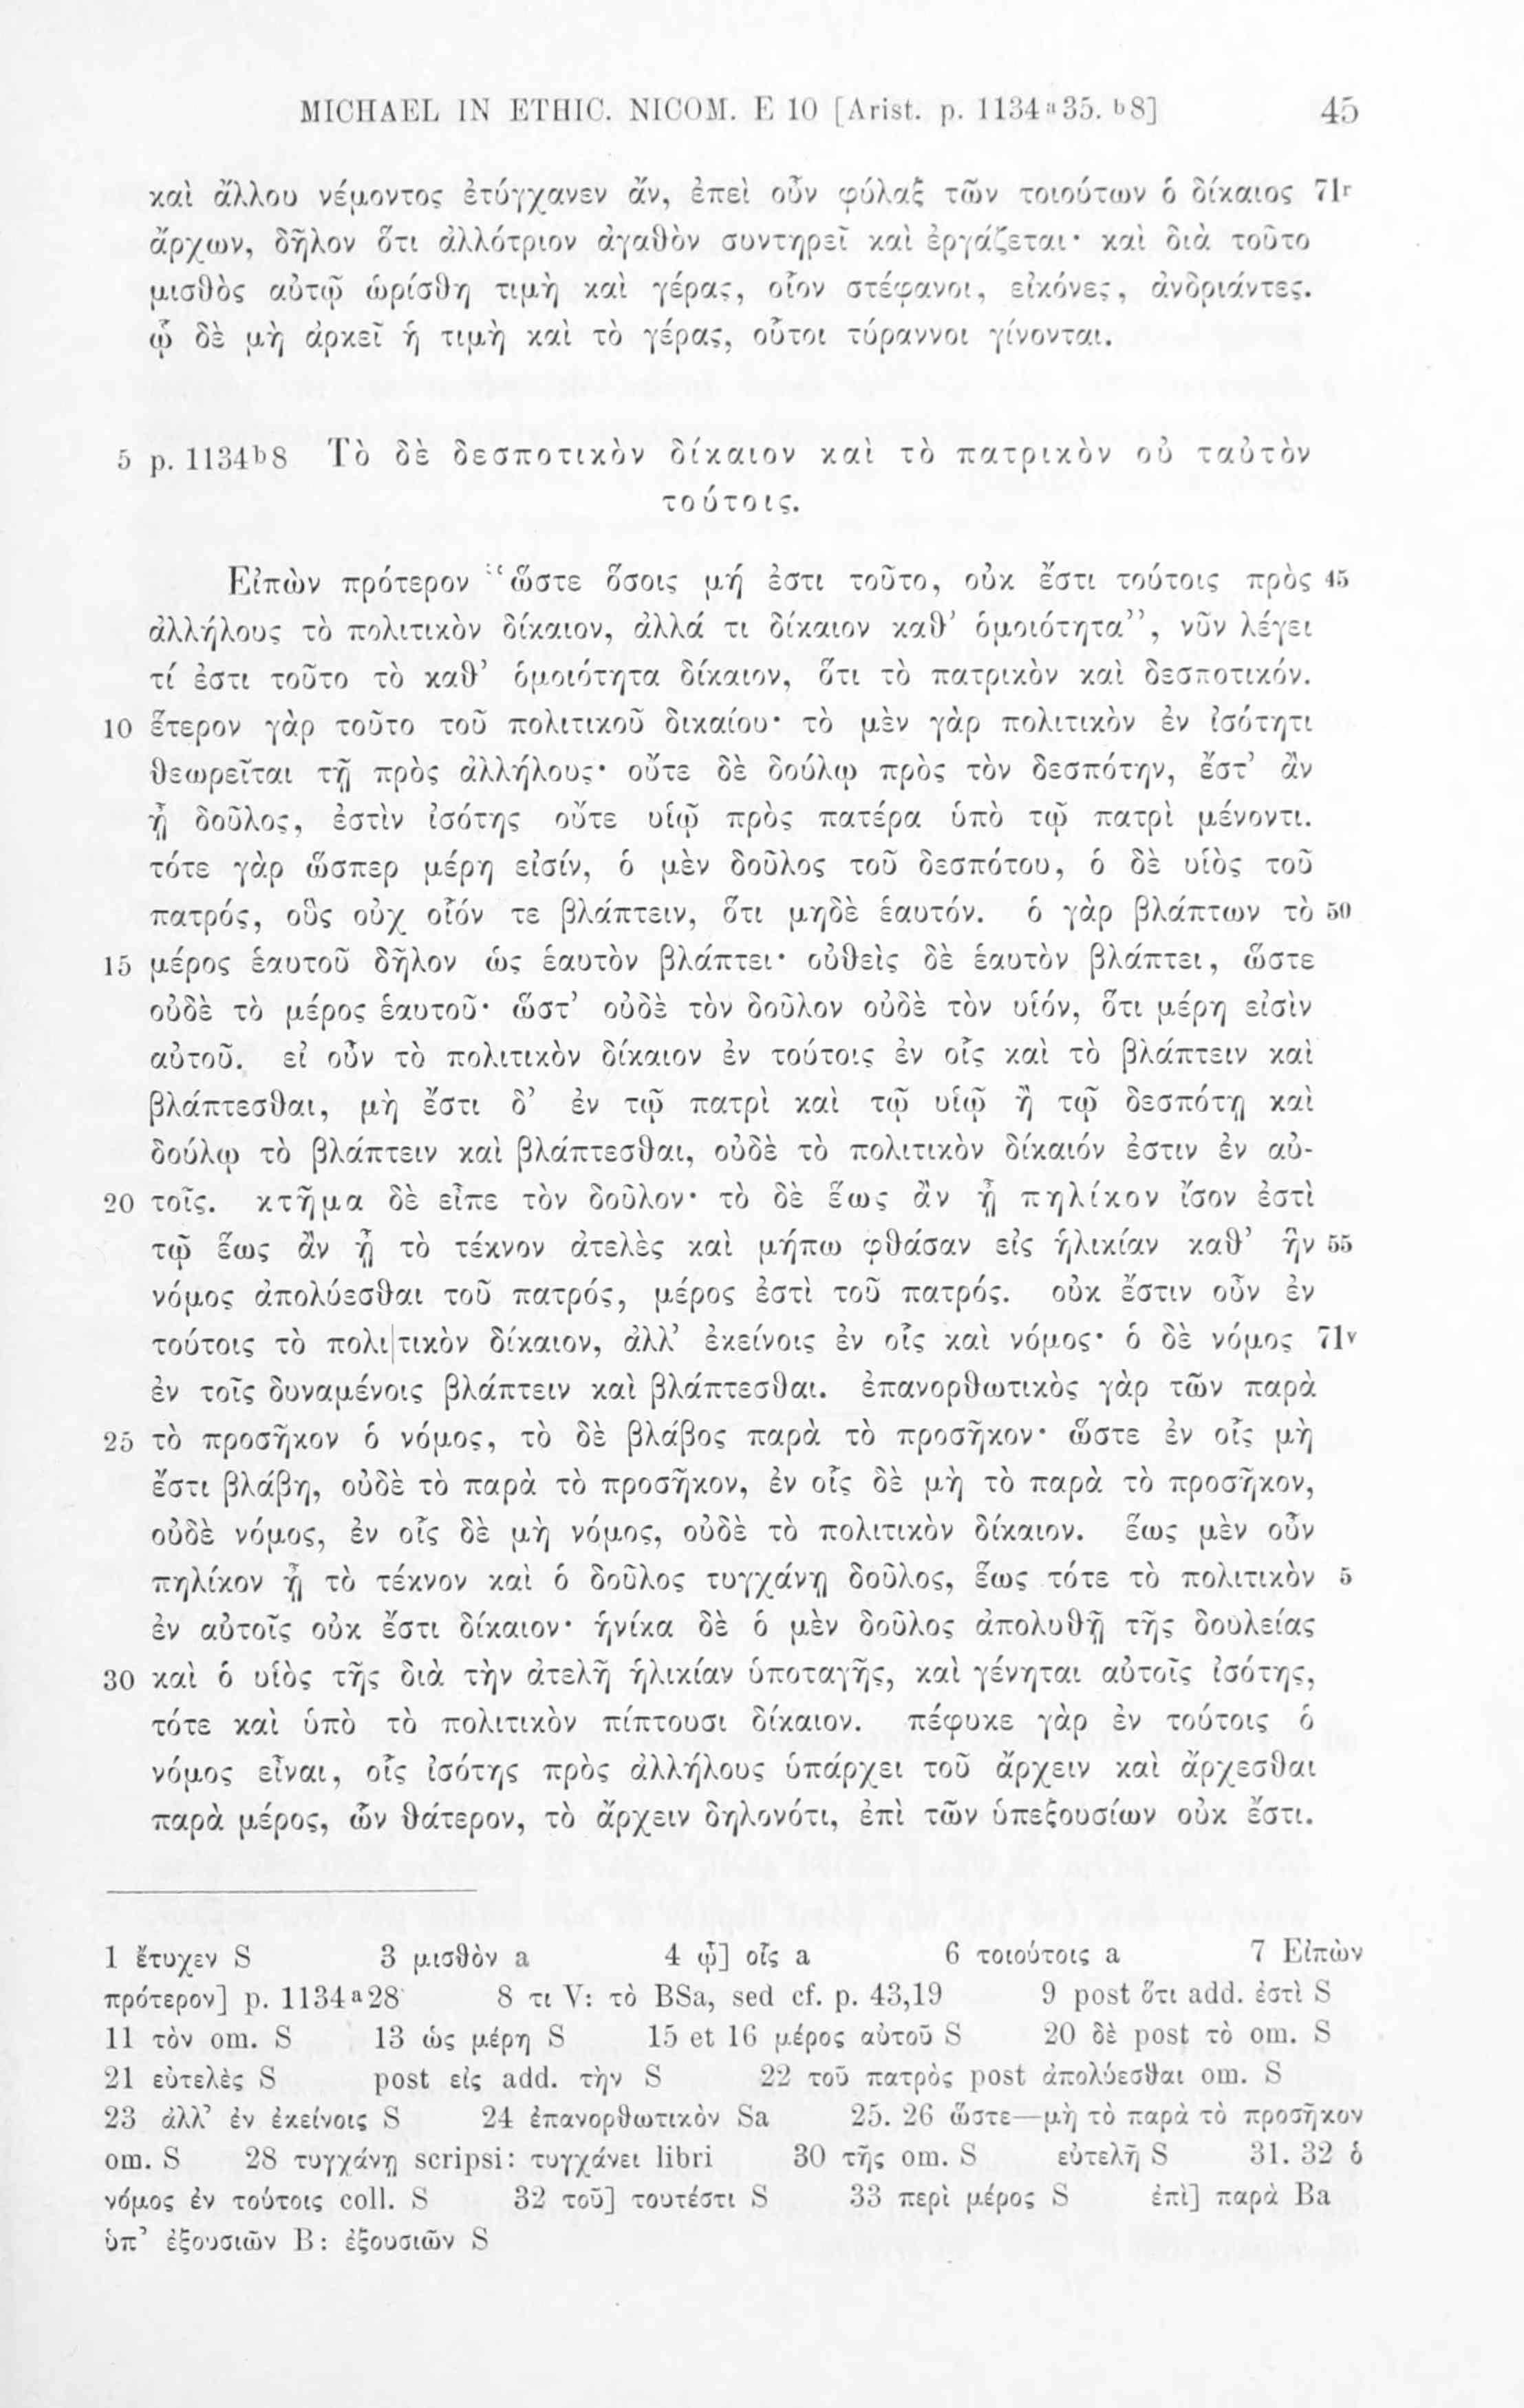 MICHAEL IN ETHIC. NICOM. E 10 [Arist. p. 1134ᵃ35. ᵇ8] 45
καὶ ἄλλου νέμοντος ἐτύγχανεν ἄν, ἐπεὶ οὖν φύλαξ τῶν τοιούτων ὁ δίκαιος 71r
ἄρχων, δῆλον ὅτι ἀλλότριον ἀγαθὸν συντηρεῖ καὶ ἐργάζεται· καὶ διὰ τοῦτο
μισθὸς αὐτῷ ὡρίσθη τιμὴ καὶ γέρας, οἷον στέφανοι, εἰκόνες, ἀνδριάντες.
ᾧ δὲ μὴ ἀρκεῖ ἡ τιμὴ καὶ τὸ γέρας, οὗτοι τύραννοι γίνονται.
5 p. 1134ᵇ8 Τὸ δὲ δεσποτικὸν δίκαιον καὶ τὸ πατρικὸν οὐ ταὐτὸν
τούτοις.
Εἰπὼν πρότερον “ὥστε ὅσοις μή ἐστι τοῦτο, οὐκ ἔστι τούτοις πρὸς 45
ἀλλήλους τὸ πολιτικὸν δίκαιον, ἀλλά τι δίκαιον καθ’ ὁμοιότητα”, νῦν λέγει
τί ἐστι τοῦτο τὸ καθ’ ὁμοιότητα δίκαιον, ὅτι τὸ πατρικὸν καὶ δεσποτικόν.
10 ἕτερον γὰρ τοῦτο τοῦ πολιτικοῦ δικαίου· τὸ μὲν γὰρ πολιτικὸν ἐν ἰσότητι
θεωρεῖται τῇ πρὸς ἀλλήλους· οὔτε δὲ δούλῳ πρὸς τὸν δεσπότην, ἔστ’ ἂν
ᾖ δοῦλος, ἐστὶν ἰσότης οὔτε υἱῷ πρὸς πατέρα ὑπὸ τῷ πατρὶ μένοντι.
τότε γὰρ ὥσπερ μέρη εἰσίν, ὁ μὲν δοῦλος τοῦ δεσπότου, ὁ δὲ υἱὸς τοῦ
πατρός, οὓς οὐχ οἷόν τε βλάπτειν, ὅτι μηδὲ ἑαυτόν. ὁ γὰρ βλάπτων τὸ 50
15 μέρος ἑαυτοῦ δῆλον ὡς ἑαυτὸν βλάπτει· οὐθεὶς δὲ ἑαυτὸν βλάπτει, ὥστε
οὐδὲ τὸ μέρος ἑαυτοῦ· ὥστ’ οὐδὲ τὸν δοῦλον οὐδὲ τὸν υἱόν, ὅτι μέρη εἰσὶν
αὐτοῦ. εἰ οὖν τὸ πολιτικὸν δίκαιον ἐν τούτοις ἐν οἷς καὶ τὸ βλάπτειν καὶ
βλάπτεσθαι, μὴ ἔστι δ’ ἐν τῷ πατρὶ καὶ τῷ υἱῷ ἢ τῷ δεσπότῃ καὶ
δούλῳ τὸ βλάπτειν καὶ βλάπτεσθαι, οὐδὲ τὸ πολιτικὸν δίκαιόν ἐστιν ἐν αὐ-
20 τοῖς. κτῆμα δὲ εἶπε τὸν δοῦλον· τὸ δὲ ἕως ἂν ᾖ πηλίκον ἴσον ἐστὶ
τῷ ἕως ἂν ᾖ τὸ τέκνον ἀτελὲς καὶ μήπω φθάσαν εἰς ἡλικίαν καθ’ ἣν 55
νόμος ἀπολύεσθαι τοῦ πατρός, μέρος ἐστὶ τοῦ πατρός. οὐκ ἔστιν οὖν ἐν
τούτοις τὸ πολι|τικὸν δίκαιον, ἀλλ’ ἐκείνοις ἐν οἷς καὶ νόμος· ὁ δὲ νόμος 71v
ἐν τοῖς δυναμένοις βλάπτειν καὶ βλάπτεσθαι. ἐπανορθωτικὸς γὰρ τῶν παρὰ
25 τὸ προσῆκον ὁ νόμος, τὸ δὲ βλάβος παρὰ τὸ προσῆκον· ὥστε ἐν οἷς μὴ
ἔστι βλάβη, οὐδὲ τὸ παρὰ τὸ προσῆκον, ἐν οἷς δὲ μὴ τὸ παρὰ τὸ προσῆκον,
οὐδὲ νόμος, ἐν οἷς δὲ μὴ νόμος, οὐδὲ τὸ πολιτικὸν δίκαιον. ἕως μὲν οὖν
πηλίκον ᾖ τὸ τέκνον καὶ ὁ δοῦλος τυγχάνῃ δοῦλος, ἕως τότε τὸ πολιτικὸν 5
ἐν αὐτοῖς οὐκ ἔστι δίκαιον· ἡνίκα δὲ ὁ μὲν δοῦλος ἀπολυθῇ τῆς δουλείας
30 καὶ ὁ υἱὸς τῆς διὰ τὴν ἀτελῆ ἡλικίαν ὑποταγῆς, καὶ γένηται αὐτοῖς ἰσότης,
τότε καὶ ὑπὸ τὸ πολιτικὸν πίπτουσι δίκαιον. πέφυκε γὰρ ἐν τούτοις ὁ
νόμος εἶναι, οἷς ἰσότης πρὸς ἀλλήλους ὑπάρχει τοῦ ἄρχειν καὶ ἄρχεσθαι
παρὰ μέρος, ὧν θάτερον, τὸ ἄρχειν δηλονότι, ἐπὶ τῶν ὑπεξουσίων οὐκ ἔστι.
1 ἔτυχεν S 3 μισθὸν a 4 ᾧ] οἷς a 6 τοιούτοις a 7 Εἰπὼν
πρότερον] p. 1134ᵃ28 8 τι V: τὸ BSa, sed cf. p. 43,19 9 post ὅτι add. ἐστὶ S
11 τὸν om. S 13 ὡς μέρη S 15 et 16 μέρος αὐτοῦ S 20 δὲ post τὸ om. S
21 εὐτελὲς S post εἰς add. τὴν S 22 τοῦ πατρὸς post ἀπολύεσθαι om. S
23 ἀλλ’ ἐν ἐκείνοις S 24 ἐπανορθωτικὸν Sa 25. 26 ὥστε—μὴ τὸ παρὰ τὸ προσῆκον
om. S 28 τυγχάνῃ scripsi: τυγχάνει libri 30 τῆς om. S εὐτελῆ S 31. 32 ὁ
νόμος ἐν τούτοις coll. S 32 τοῦ] τουτέστι S 33 περὶ μέρος S ἐπὶ] παρὰ Ba
ὑπ’ ἐξουσιῶν B: ἐξουσιῶν S